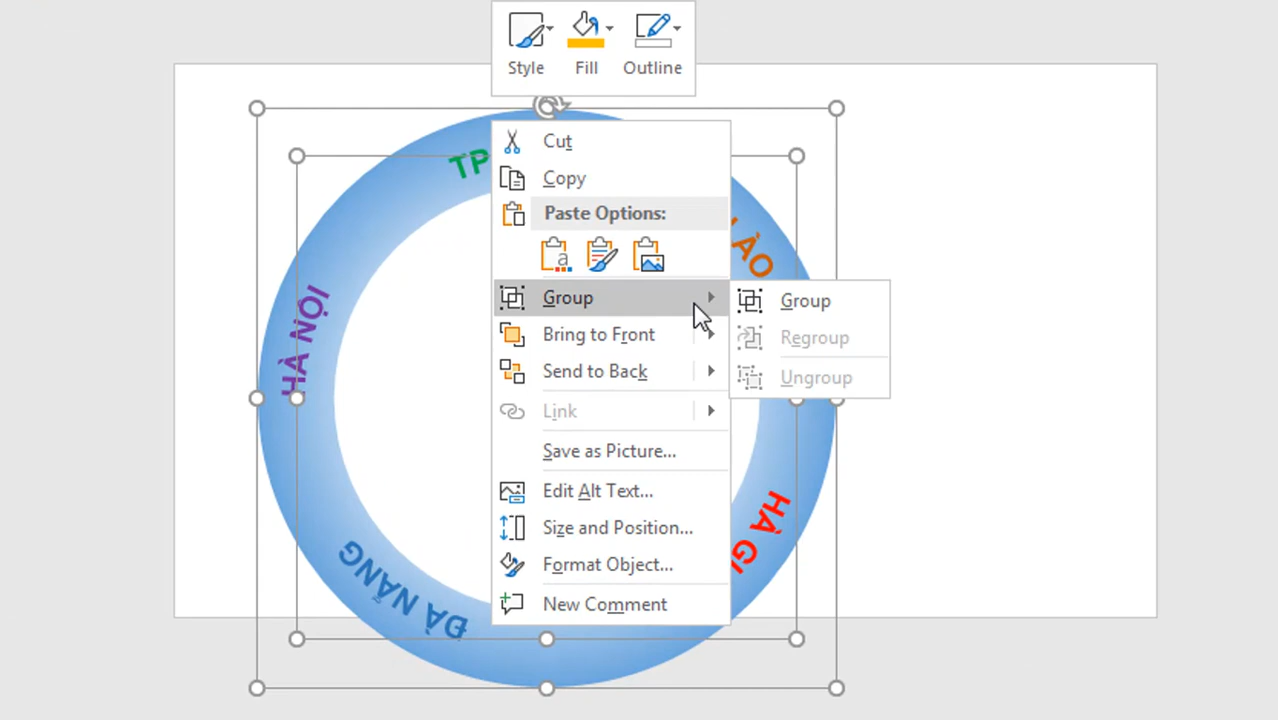 Style
Fill
Outline
Cut
Copy
Paste Options:
Group
Bring to Front
Send to Back
Link
Save as Picture...
Edit Alt Text...
Size and Position...
Format Object...
New Comment
Group
Regroup
Ungroup
TP
HÀ NỘI
ĐÀ NẴNG
HÀ